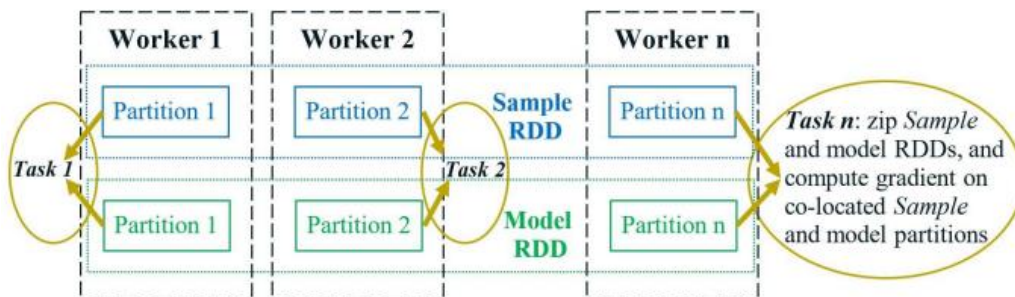 Worker 1
Worker 2
Worker n
Partition 1
Partition 2
Sample
RDD
Partition n
Task 1
Task 2
Task n: zip Sample
and model RDDs, and
compute gradient on
co-located Sample
and model partitions
Partition 1
Partition 2
Model
RDD
Partition n